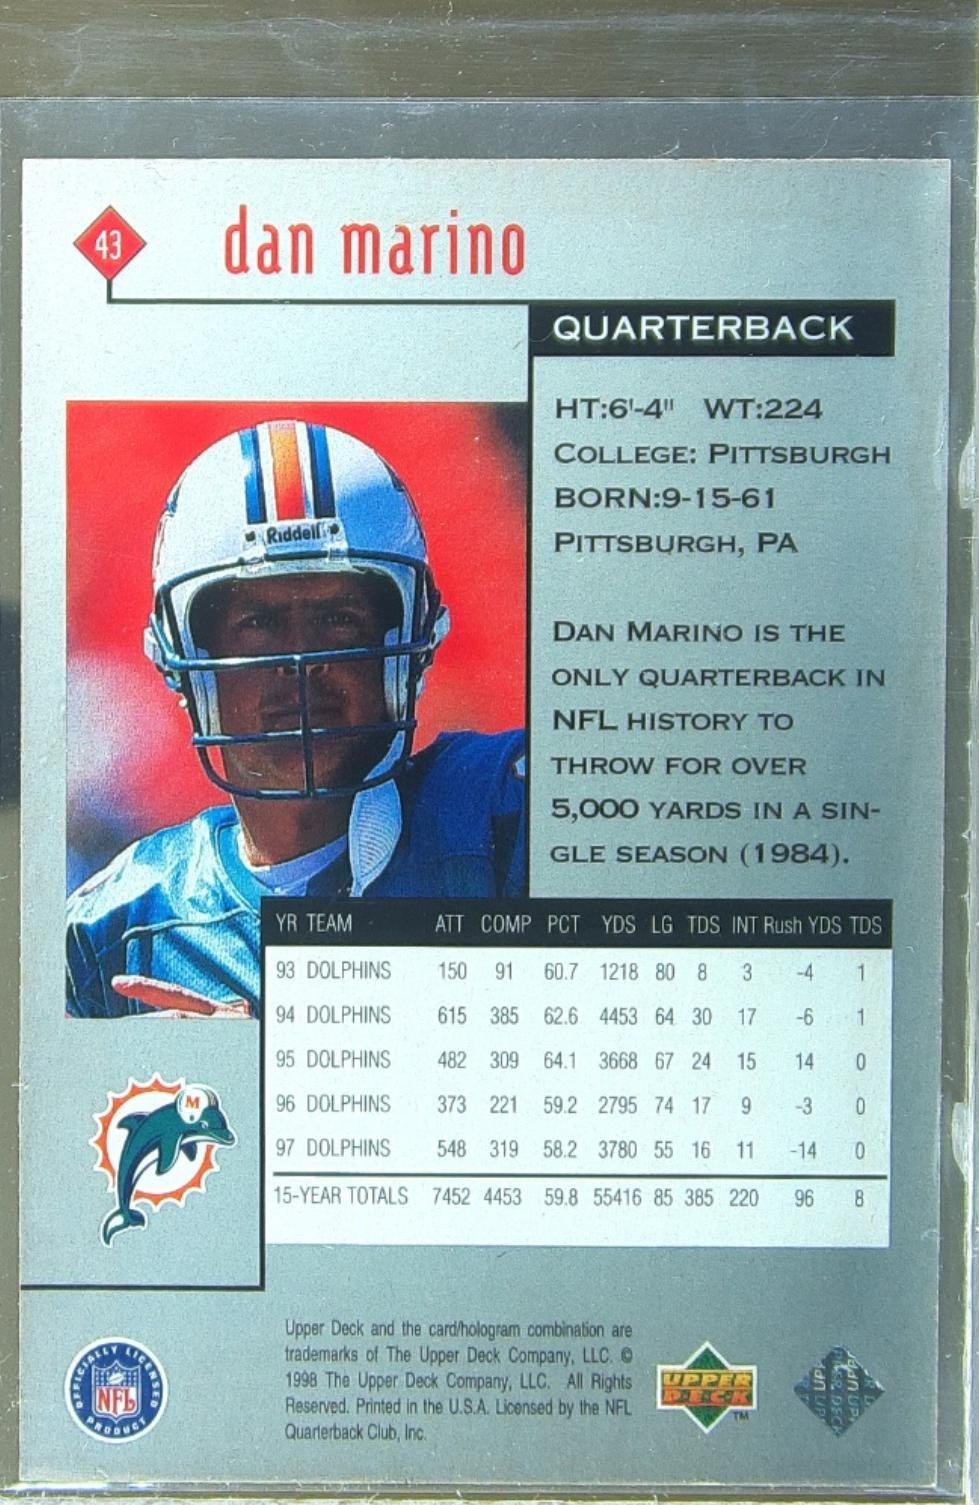 43
dan marino
QUARTERBACK
HT:6'-4" WT:224
COLLEGE: PITTSBURGH
BORN:9-15-61
PITTSBURGH, PA
DAN MARINO IS THE
ONLY QUARTERBACK IN
NFL HISTORY TO
THROW FOR OVER
5,000 YARDS IN A SIN-
GLE SEASON (1984).
Riddell
YR TEAM ATT COMP PCT YDS LG TDS INT Rush YDS TDS
93 DOLPHINS 150 91 60.7 1218 80 8 3 -4 1
94 DOLPHINS 615 385 62.6 4453 64 30 17 -6 1
95 DOLPHINS 482 309 64.1 3668 67 24 15 14 0
96 DOLPHINS 373 221 59.2 2795 74 17 9 -3 0
97 DOLPHINS 548 319 58.2 3780 55 16 11 -14 0
15-YEAR TOTALS 7452 4453 59.8 55416 85 385 220 96 8
M
Upper Deck and the card/hologram combination are
trademarks of The Upper Deck Company, LLC. ©
1998 The Upper Deck Company, LLC. All Rights
Reserved. Printed in the U.S.A. Licensed by the NFL
Quarterback Club, Inc.
OFFICIALLY LICENSED
NFL
PRODUCT
UPPER
DECK
TM